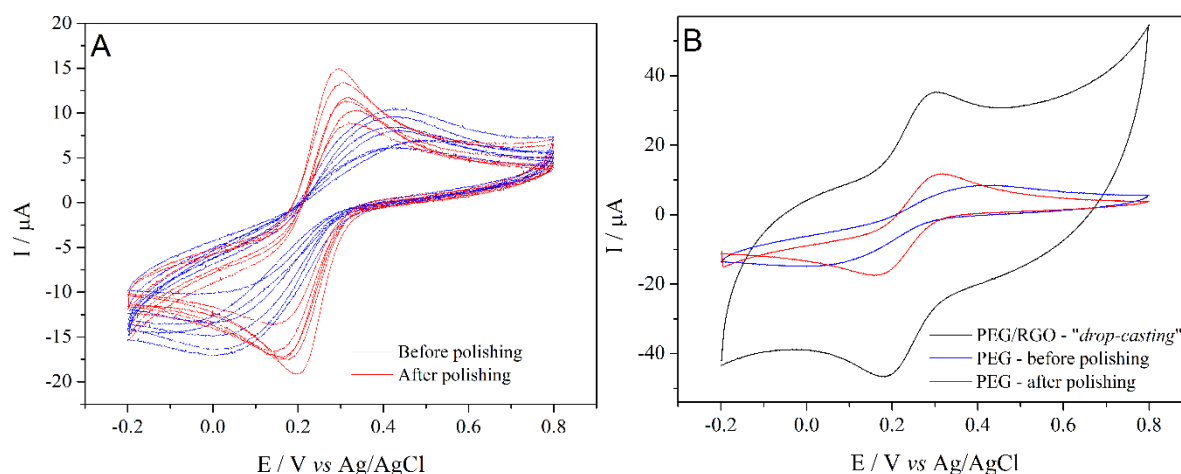 A
I / µA
20
15
10
5
0
-5
-10
-15
-20
-0.2 0.0 0.2 0.4 0.6 0.8
E / V vs Ag/AgCl
Before polishing
After polishing
B
I / µA
40
20
0
-20
-40
-0.2 0.0 0.2 0.4 0.6 0.8
E / V vs Ag/AgCl
PEG/RGO - "drop-casting"
PEG - before polishing
PEG - after polishing